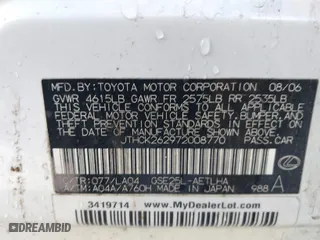 MFD. BY: TOYOTA MOTOR CORPORATION 08/06
GVWR 4615LB GAWR FR 2575LB RR 2535LB
THIS VEHICLE CONFORMS TO ALL APPLICABLE
FEDERAL MOTOR VEHICLE SAFETY, BUMPER,
AND THEFT PREVENTION STANDARDS IN EFFECT ON
THE DATE OF MANUFACTURE SHOWN ABOVE.
JTHCK262972008770 PASS.CAR
C/TR:077/LA04 GSE25L-AETLHA
A/TM:A04A/A760H MADE IN JAPAN 988 A
3419714 www.MyDealerLot.com